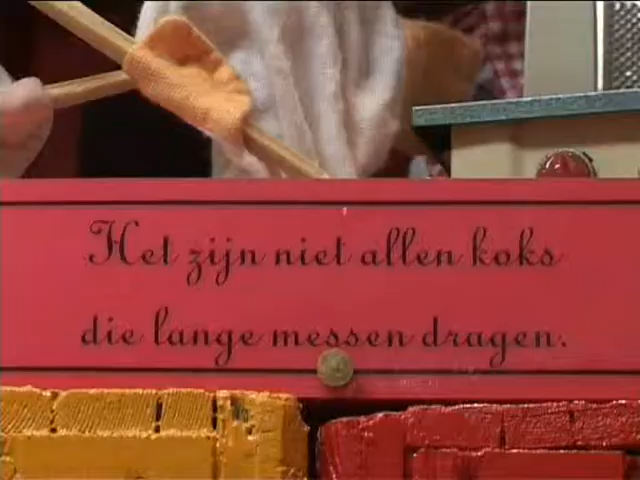 Het zijn niet allen koks
die lange messen dragen.